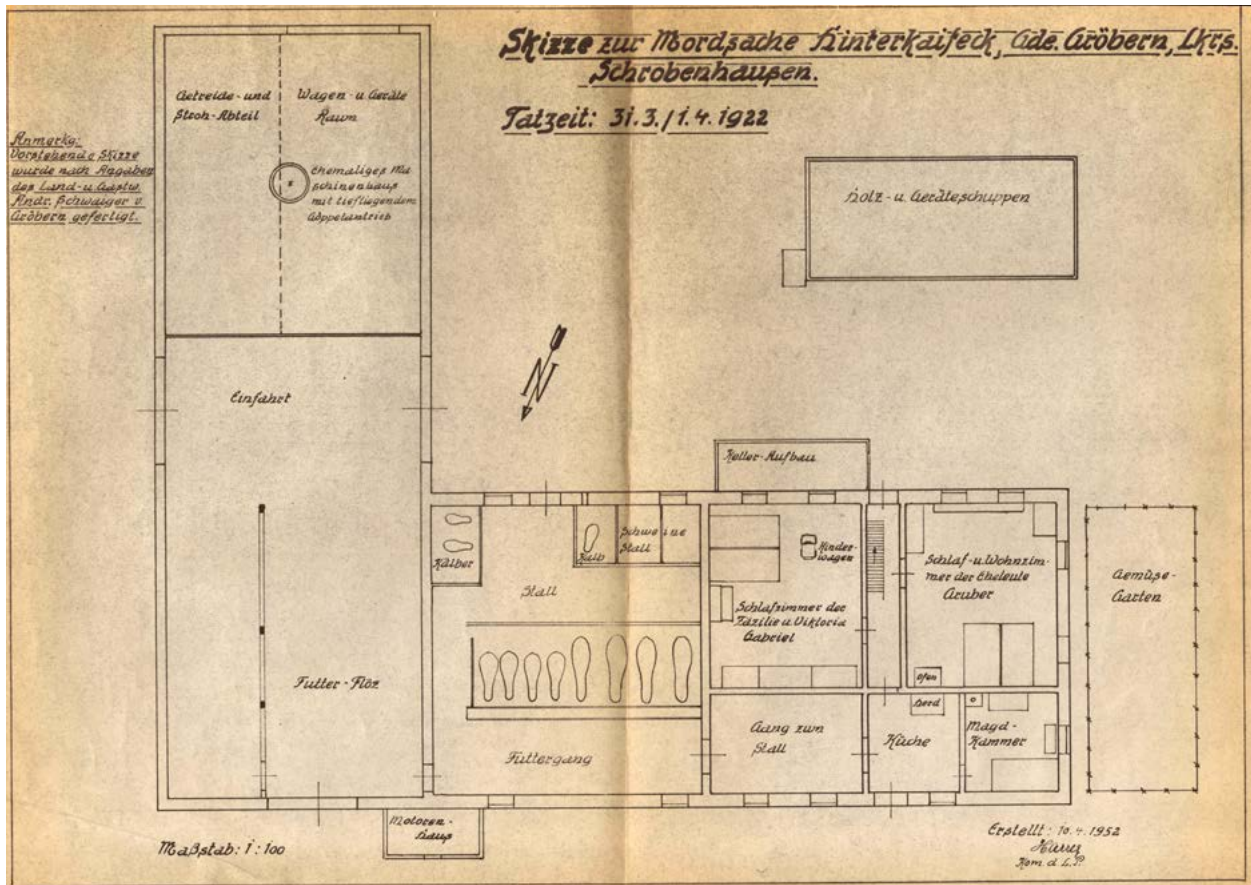 Skizze zur Mordsache Hinterkaifeck, Gde. Gröbern, Lkrs.
Schrobenhausen.
Tatzeit: 31.3./1.4.1922
Anmerkg:
Vorstehende Skizze
wurde nach Angaben
des Land-u.Gastw.
Andr. Schwaiger v.
Gröbern gefertigt.
Getreide-und
Stroh-Abteil
Wagen-u.Geräte
Raum
Ehemaliges Ma
schinenhaus
mit tiefliegendem
Göppelantrieb
Holz-u. Geräteschuppen
Einfahrt
N
Keller-Aufbau
Kälber
Kalb
Schweine
Stall
Stall
Kinder-
wagen
Schlafzimmer der
Zäzilie u.Viktoria
Gabriel
Schlaf-u.Wohnzim-
mer der Eheleute
Gruber
Gemüse-
Garten
Ofen
Futter-Flöz
Futtergang
Gang zum
Stall
Herd
Küche
Magd-
Kammer
Motoren-
haus
Maßstab: 1:100
Erstellt: 10.4.1952
Kom. d. L.P.